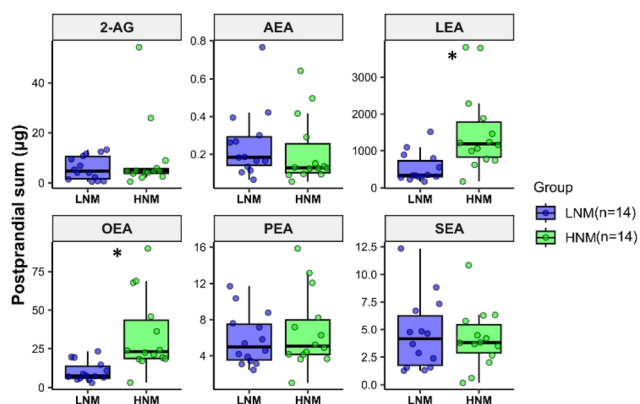 2-AG
AEA
LEA
40
20
0
LNM
HNM
0.8
0.6
0.4
0.2
LNM
HNM
*
3000
2000
1000
0
LNM
HNM
Postprandial sum (µg)
Group
LNM(n=14)
HNM(n=14)
OEA
PEA
SEA
*
75
50
25
0
LNM
HNM
16
12
8
4
LNM
HNM
12.5
10.0
7.5
5.0
2.5
0.0
LNM
HNM